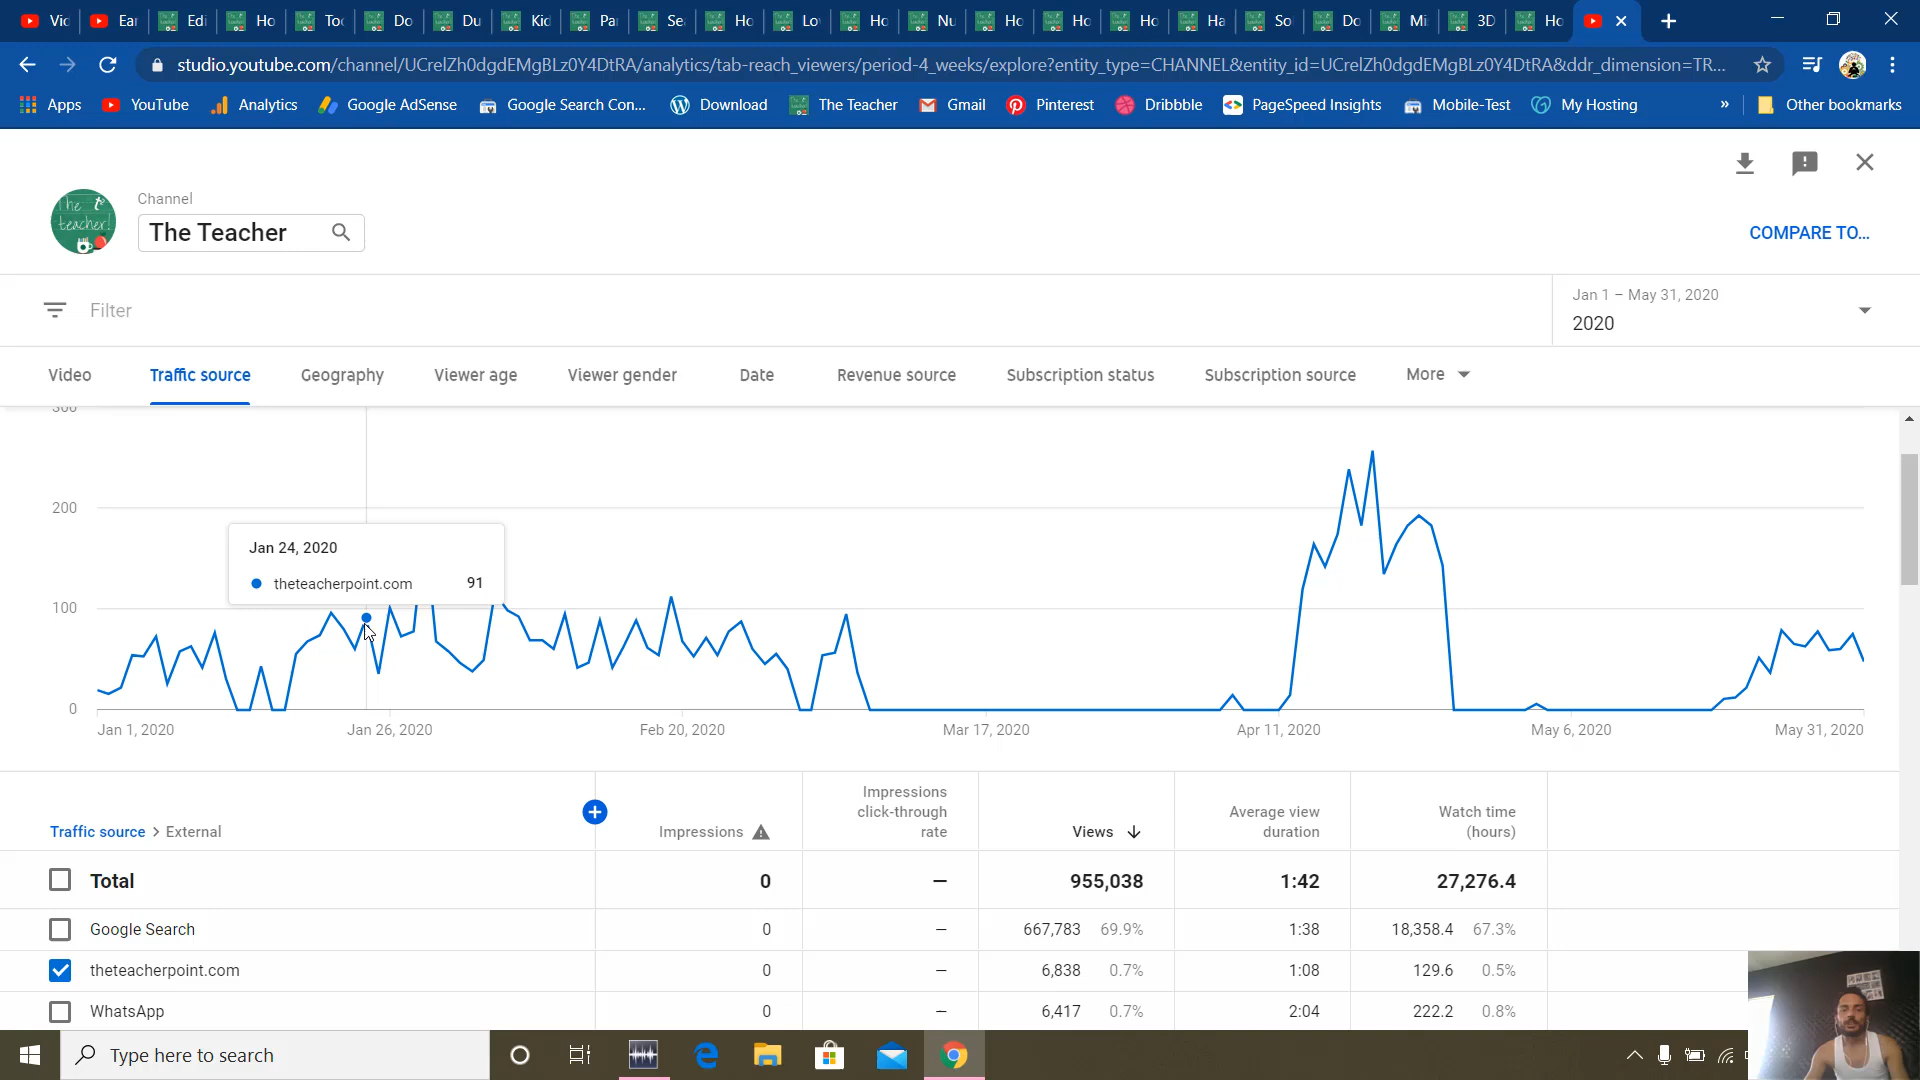 Vic
Ear
Edi
Ho
Too
Do
Du
Kid
Par
Sea
Ho
Lov
Ho
Nu
Ho
Ho
Ho
Ha
So
Do
Mi
3D
Ho
studio.youtube.com/channel/UCrelZh0dgdEMgBLz0Y4DtRA/analytics/tab-reach_viewers/period-4_weeks/explore?entity_type=CHANNEL&entity_id=UCrelZh0dgdEMgBLz0Y4DtRA&ddr_dimension=TR...
Apps YouTube Analytics Google AdSense Google Search Con... Download The Teacher Gmail Pinterest Dribbble PageSpeed Insights Mobile-Test My Hosting » Other bookmarks
The t
teacher!
Channel
The Teacher
COMPARE TO...
Filter
Jan 1 – May 31, 2020
2020
Video Traffic source Geography Viewer age Viewer gender Date Revenue source Subscription status Subscription source More
300
200
100
0
Jan 24, 2020
theteacherpoint.com 91
Jan 1, 2020 Jan 26, 2020 Feb 20, 2020 Mar 17, 2020 Apr 11, 2020 May 6, 2020 May 31, 2020
Traffic source > External
Impressions
Impressions
click-through
rate
Views
Average view
duration
Watch time
(hours)
Total 0 — 955,038 1:42 27,276.4
Google Search 0 — 667,783 69.9% 1:38 18,358.4 67.3%
theteacherpoint.com 0 — 6,838 0.7% 1:08 129.6 0.5%
WhatsApp 0 — 6,417 0.7% 2:04 222.2 0.8%
Type here to search